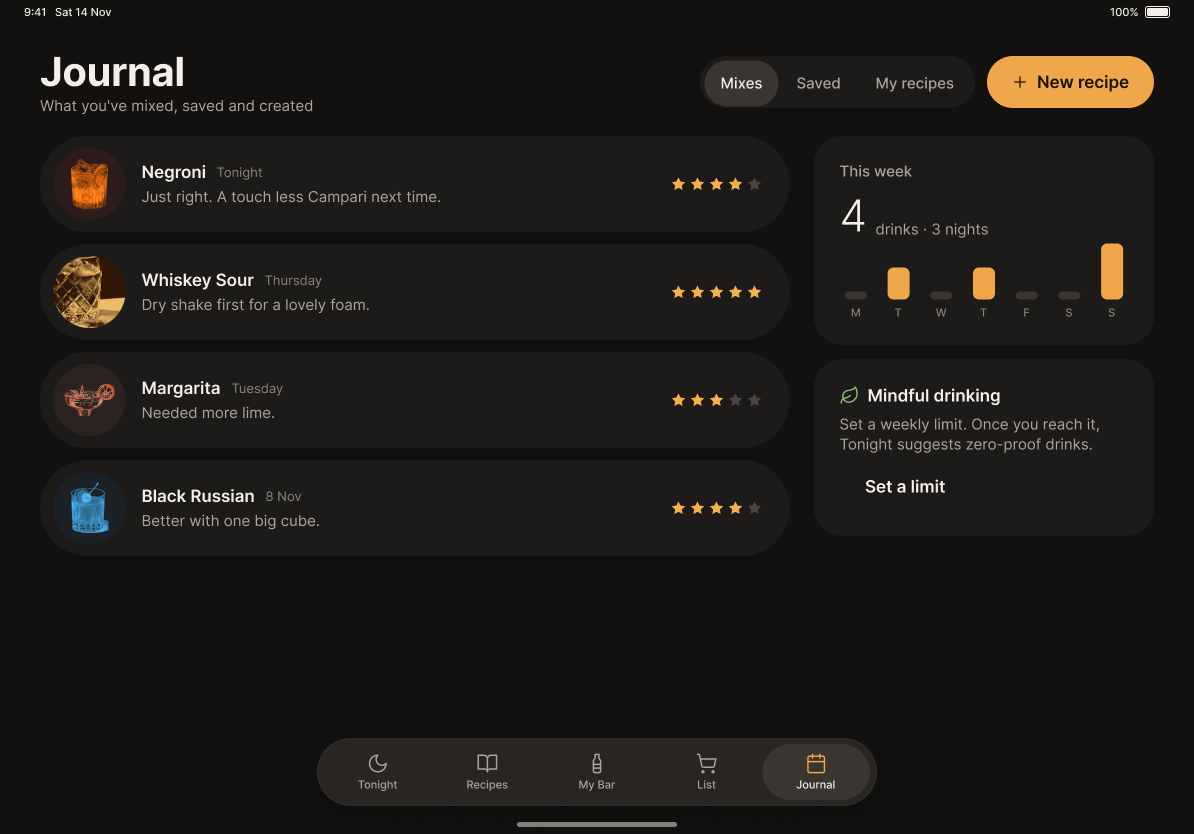 9:41 Sat 14 Nov
100%
Journal
What you've mixed, saved and created
Mixes Saved My recipes
+ New recipe
Negroni Tonight
Just right. A touch less Campari next time.
Whiskey Sour Thursday
Dry shake first for a lovely foam.
Margarita Tuesday
Needed more lime.
Black Russian 8 Nov
Better with one big cube.
This week
4 drinks · 3 nights
M T W T F S S
Mindful drinking
Set a weekly limit. Once you reach it,
Tonight suggests zero-proof drinks.
Set a limit
Tonight Recipes My Bar List Journal